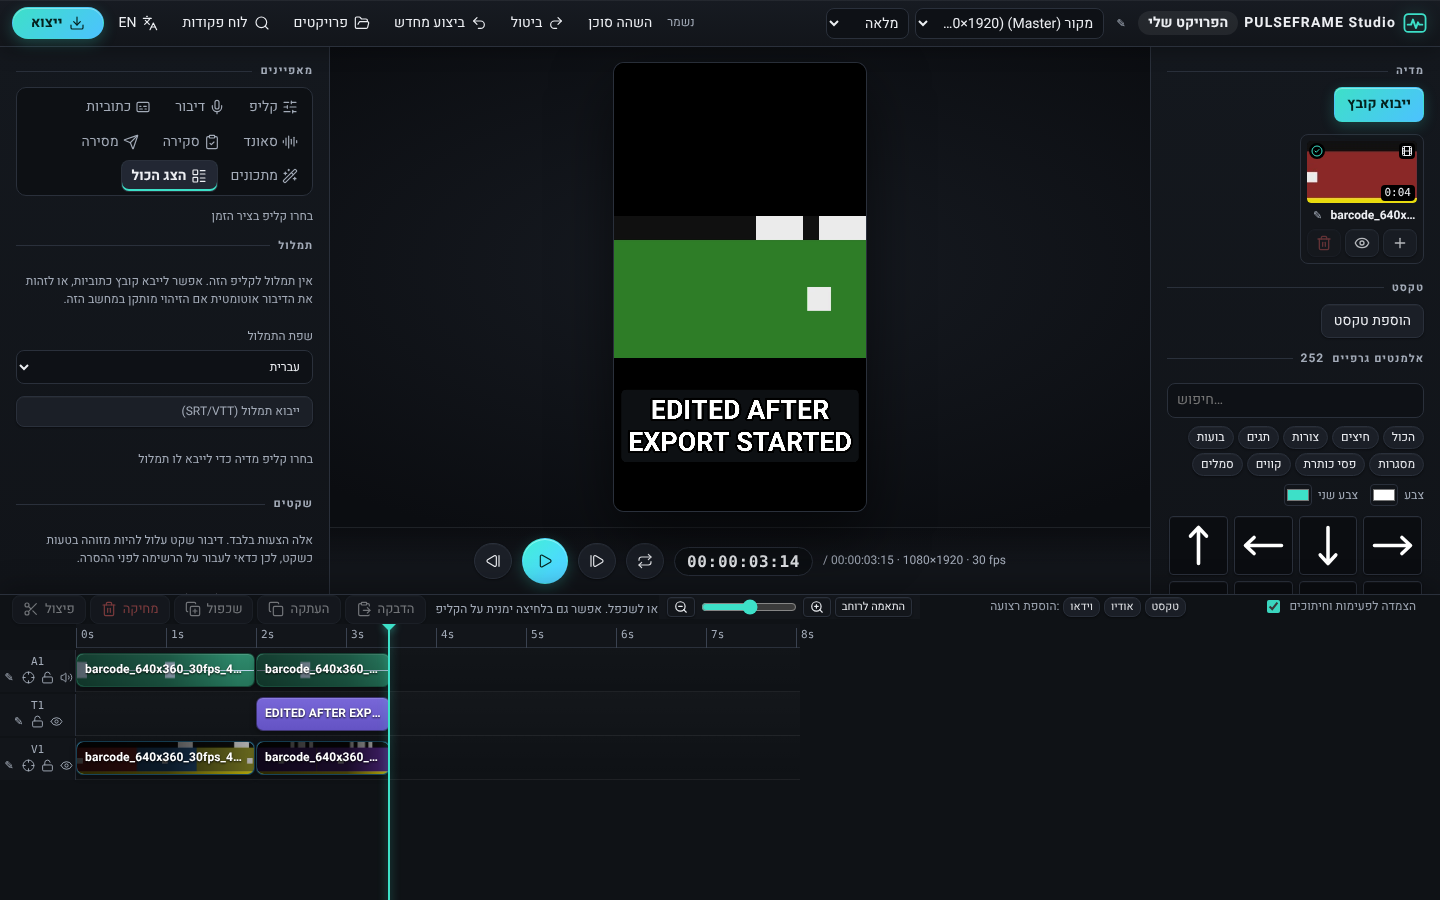 PULSEFRAME Studio
הפרויקט שלי
✎
מקור (Master) (1920×0...
מלאה
נשמר
השהה סוכן
ביטול
ביצוע מחדש
פרויקטים
לוח פקודות
EN
ייצוא
מדיה
ייבוא קובץ
0:04
barcode_640x...
טקסט
הוספת טקסט
אלמנטים גרפיים 252
חיפוש...
הכול
חיצים
צורות
תגים
בועות
מסגרות
פסי כותרת
קווים
סמלים
צבע
צבע שני
EDITED AFTER
EXPORT STARTED
00:00:03:14
/ 00:00:03:15 · 1080×1920 · 30 fps
מאפיינים
קליפ
דיבור
כתוביות
סאונד
סקירה
מסירה
מתכונים
הצג הכול
בחרו קליפ בציר הזמן
תמלול
אין תמלול לקליפ הזה. אפשר לייבא קובץ כתוביות, או לזהות
את הדיבור אוטומטית אם הזיהוי מותקן במחשב הזה.
שפת התמלול
עברית
ייבוא תמלול (SRT/VTT)
בחרו קליפ מדיה כדי לייבא לו תמלול
שקטים
אלה הצעות בלבד. דיבור שקט עלול להיות מזוהה בטעות
כשקט, לכן כדאי לעבור על הרשימה לפני ההסרה.
הצמדה לפעימות וחיתוכים
הוספת רצועה:
טקסט
אודיו
וידאו
התאמה לרוחב
או לשכפל. אפשר גם בלחיצה ימנית על הקליפ
הדבקה
העתקה
שכפול
מחיקה
פיצול
0s
1s
2s
3s
4s
5s
6s
7s
8s
A1
barcode_640x360_30fps_4...
barcode_640x360_...
T1
EDITED AFTER EXP...
V1
barcode_640x360_30fps_4...
barcode_640x360_...